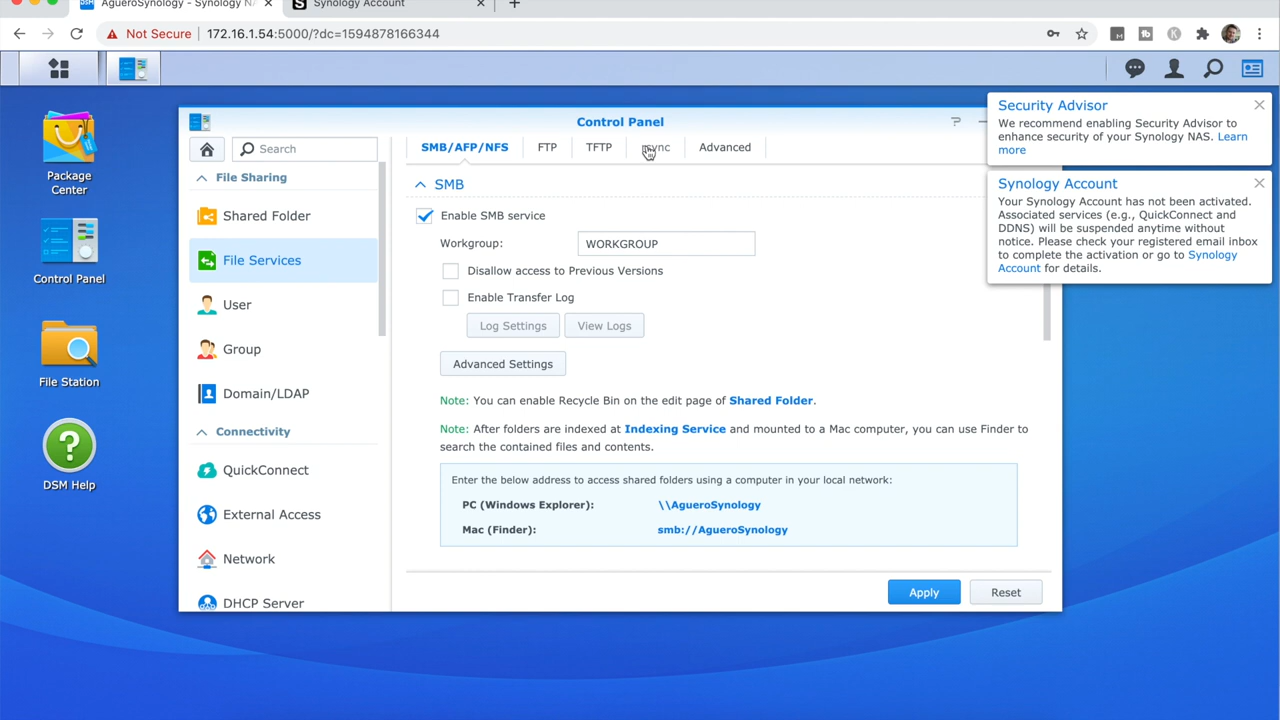 AgueroSynology - Synology NA
Synology Account
Not Secure
172.16.1.54:5000/?dc=1594878166344
Package
Center
Control Panel
File Station
DSM Help
Control Panel
Search
File Sharing
Shared Folder
File Services
User
Group
Domain/LDAP
Connectivity
QuickConnect
External Access
Network
DHCP Server
SMB/AFP/NFS
FTP
TFTP
rsync
Advanced
SMB
Enable SMB service
Workgroup:
WORKGROUP
Disallow access to Previous Versions
Enable Transfer Log
Log Settings
View Logs
Advanced Settings
Note: You can enable Recycle Bin on the edit page of Shared Folder.
Note: After folders are indexed at Indexing Service and mounted to a Mac computer, you can use Finder to
search the contained files and contents.
Enter the below address to access shared folders using a computer in your local network:
PC (Windows Explorer):
\\AgueroSynology
Mac (Finder):
smb://AgueroSynology
Apply
Reset
Security Advisor
We recommend enabling Security Advisor to
enhance security of your Synology NAS. Learn
more
Synology Account
Your Synology Account has not been activated.
Associated services (e.g., QuickConnect and
DDNS) will be suspended anytime without
notice. Please check your registered email inbox
to complete the activation or go to Synology
Account for details.